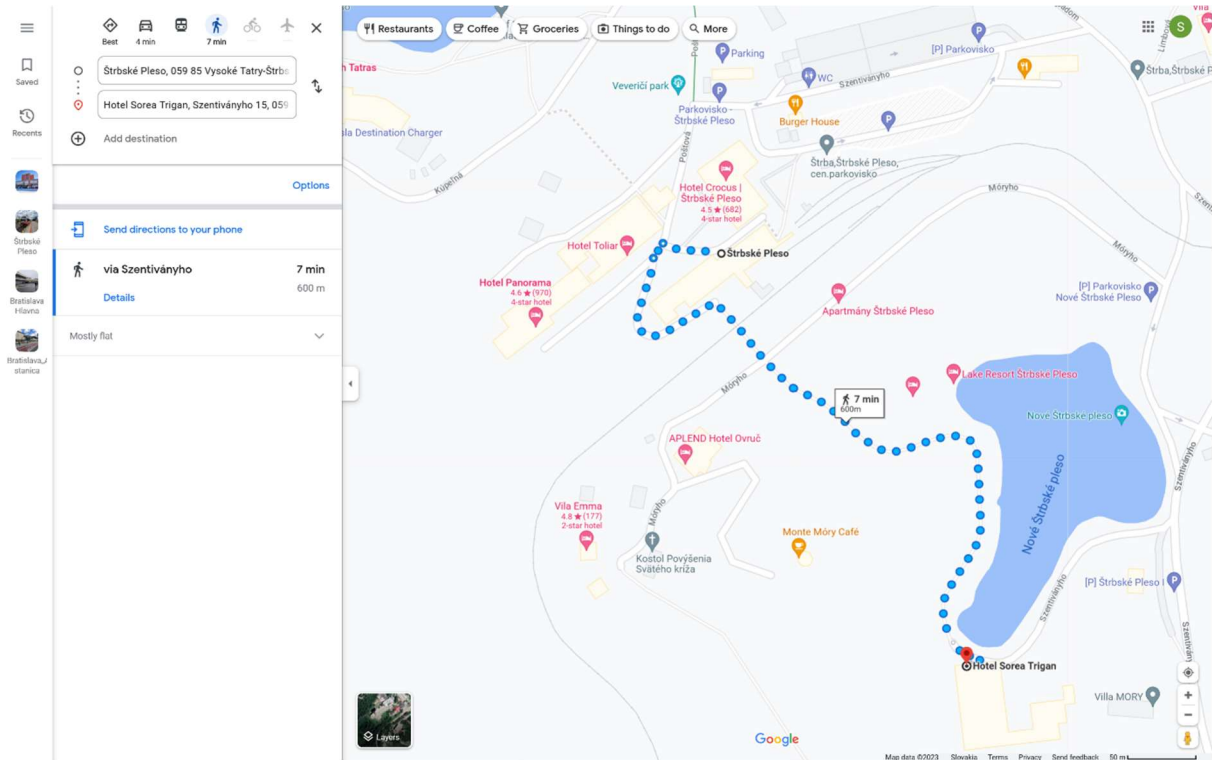 Best
4 min
7 min
Saved
Recents
Štrbské
Pleso
Bratislava
Hlavna
Bratislava,
stanica
Štrbské Pleso, 059 85 Vysoké Tatry-Štrbs
Hotel Sorea Trigan, Szentiványho 15, 059
Add destination
Options
Send directions to your phone
via Szentiványho
7 min
600 m
Details
Mostly flat
Restaurants
Coffee
Groceries
Things to do
More
S
Tatras
Parking
[P] Parkovisko
Szentiványho
WC
Veveričí park
Parkovisko -
Štrbské Pleso
Burger House
Destination Charger
Poštová
Kúpeľná
Štrba,Štrbské Pleso,
cen.parkovisko
Limbová
Štrba,Štrbské P
Hotel Crocus |
Štrbské Pleso
4.5 ★ (682)
4-star hotel
Móryho
Hotel Toliar
Štrbské Pleso
Móryho
Hotel Panorama
4.6 ★ (970)
4-star hotel
[P] Parkovisko
Nové Štrbské Pleso
Apartmány Štrbské Pleso
Móryho
Lake Resort Štrbské Pleso
7 min
600m
Nové Štrbské pleso
APLEND Hotel Ovruč
Szentiványho
Nové Štrbské pleso
Vila Emma
4.8 ★ (177)
2-star hotel
Móryho
Monte Móry Café
Kostol Povýšenia
Svätého kríža
Szentiványho
[P] Štrbské Pleso I
Szentiványh
Hotel Sorea Trigan
Villa MORY
Layers
Google
Map data ©2023
Slovakia
Terms
Privacy
Send feedback
50 m